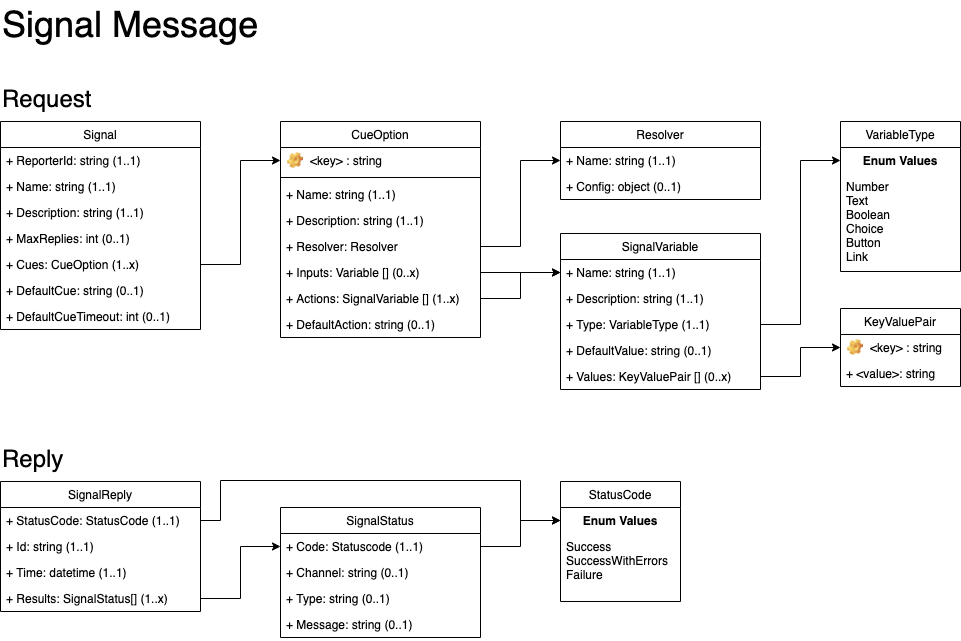 Signal Message
Request
Signal
+ ReporterId: string (1..1)
+ Name: string (1..1)
+ Description: string (1..1)
+ MaxReplies: int (0..1)
+ Cues: CueOption (1..x)
+ DefaultCue: string (0..1)
+ DefaultCueTimeout: int (0..1)
CueOption
<key> : string
+ Name: string (1..1)
+ Description: string (1..1)
+ Resolver: Resolver
+ Inputs: Variable [] (0..x)
+ Actions: SignalVariable [] (1..x)
+ DefaultAction: string (0..1)
Resolver
+ Name: string (1..1)
+ Config: object (0..1)
SignalVariable
+ Name: string (1..1)
+ Description: string (1..1)
+ Type: VariableType (1..1)
+ DefaultValue: string (0..1)
+ Values: KeyValuePair [] (0..x)
VariableType
Enum Values
Number
Text
Boolean
Choice
Button
Link
KeyValuePair
<key> : string
+ <value>: string
Reply
SignalReply
+ StatusCode: StatusCode (1..1)
+ Id: string (1..1)
+ Time: datetime (1..1)
+ Results: SignalStatus[] (1..x)
SignalStatus
+ Code: Statuscode (1..1)
+ Channel: string (0..1)
+ Type: string (0..1)
+ Message: string (0..1)
StatusCode
Enum Values
Success
SuccessWithErrors
Failure